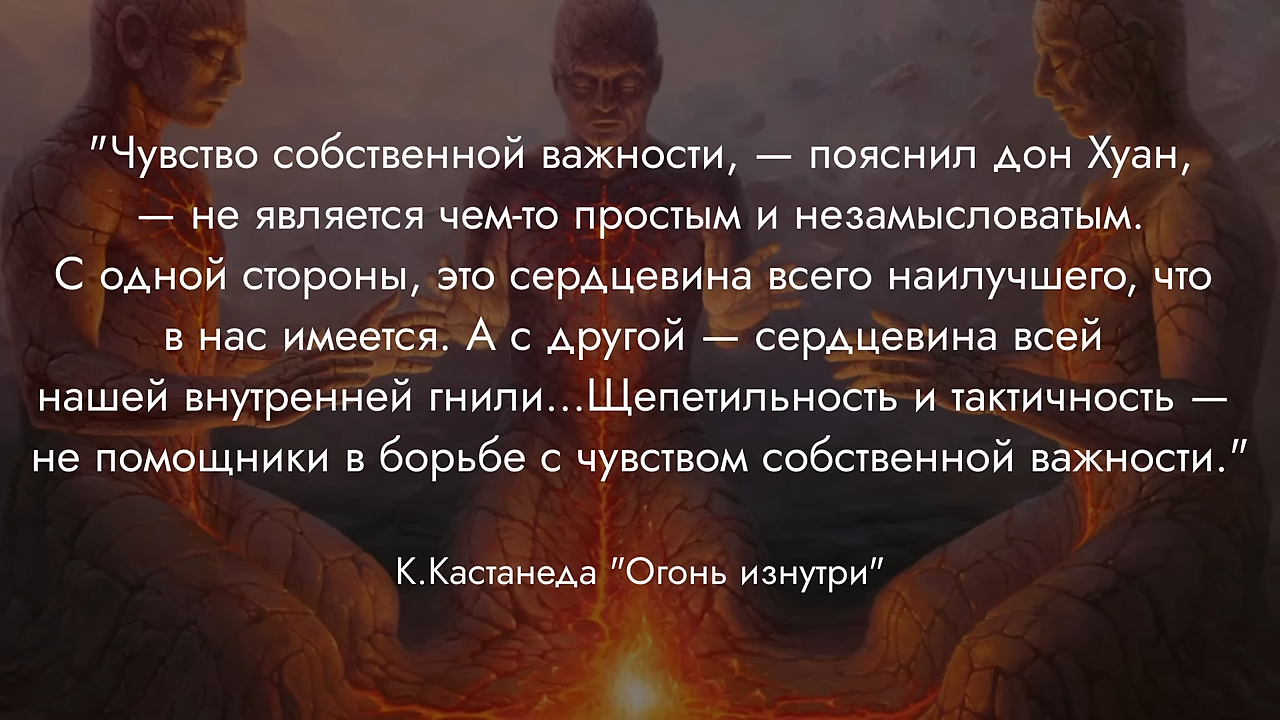 "Чувство собственной важности, — пояснил дон Хуан,
— не является чем-то простым и незамысловатым.
С одной стороны, это сердцевина всего наилучшего, что
в нас имеется. А с другой — сердцевина всей
нашей внутренней гнили...Щепетильность и тактичность —
не помощники в борьбе с чувством собственной важности."
К.Кастанеда "Огонь изнутри"